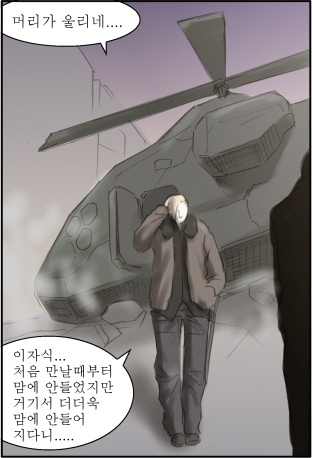 머리가 울리네....
이자식...
처음 만날때부터
맘에 안들었지만
거기서 더더욱
맘에 안들어
지다니.....